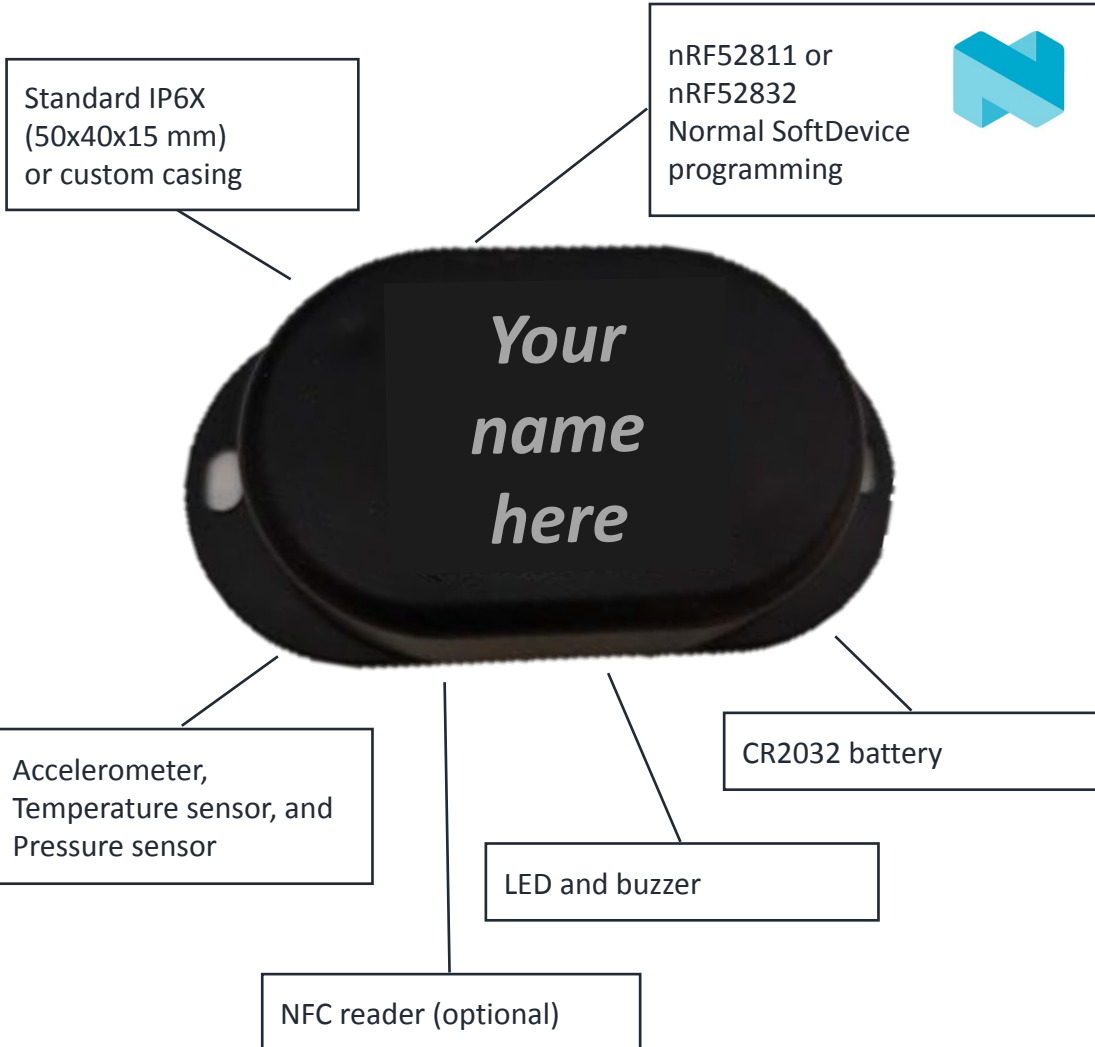 Standard IP6X
(50x40x15 mm)
or custom casing
nRF52811 or
nRF52832
Normal SoftDevice
programming
Your
name
here
Accelerometer,
Temperature sensor, and
Pressure sensor
CR2032 battery
LED and buzzer
NFC reader (optional)